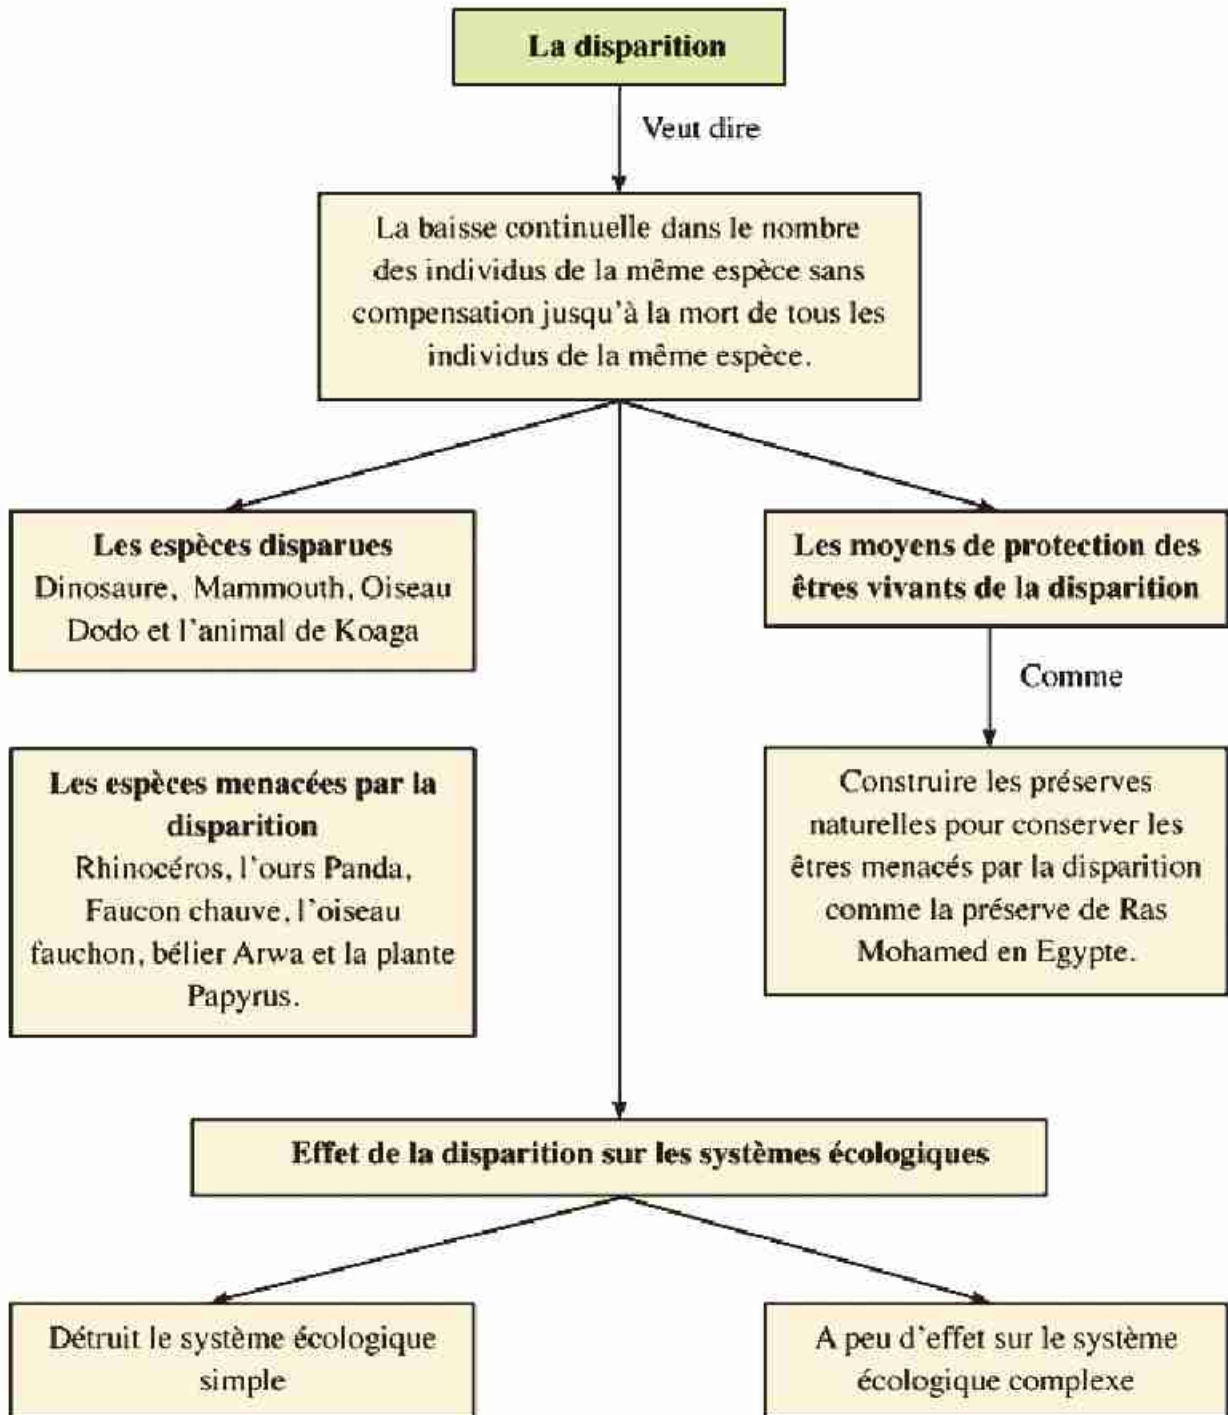 La disparition
Veut dire
La baisse continuelle dans le nombre
des individus de la même espèce sans
compensation jusqu'à la mort de tous les
individus de la même espèce.
Les espèces disparues
Dinosaure, Mammouth, Oiseau
Dodo et l'animal de Koaga
Les moyens de protection des
êtres vivants de la disparition
Comme
Les espèces menacées par la
disparition
Rhinocéros, l'ours Panda,
Faucon chauve, l'oiseau
fauchon, bélier Arwa et la plante
Papyrus.
Construire les préserves
naturelles pour conserver les
êtres menacés par la disparition
comme la préserve de Ras
Mohamed en Egypte.
Effet de la disparition sur les systèmes écologiques
Détruit le système écologique
simple
A peu d'effet sur le système
écologique complexe